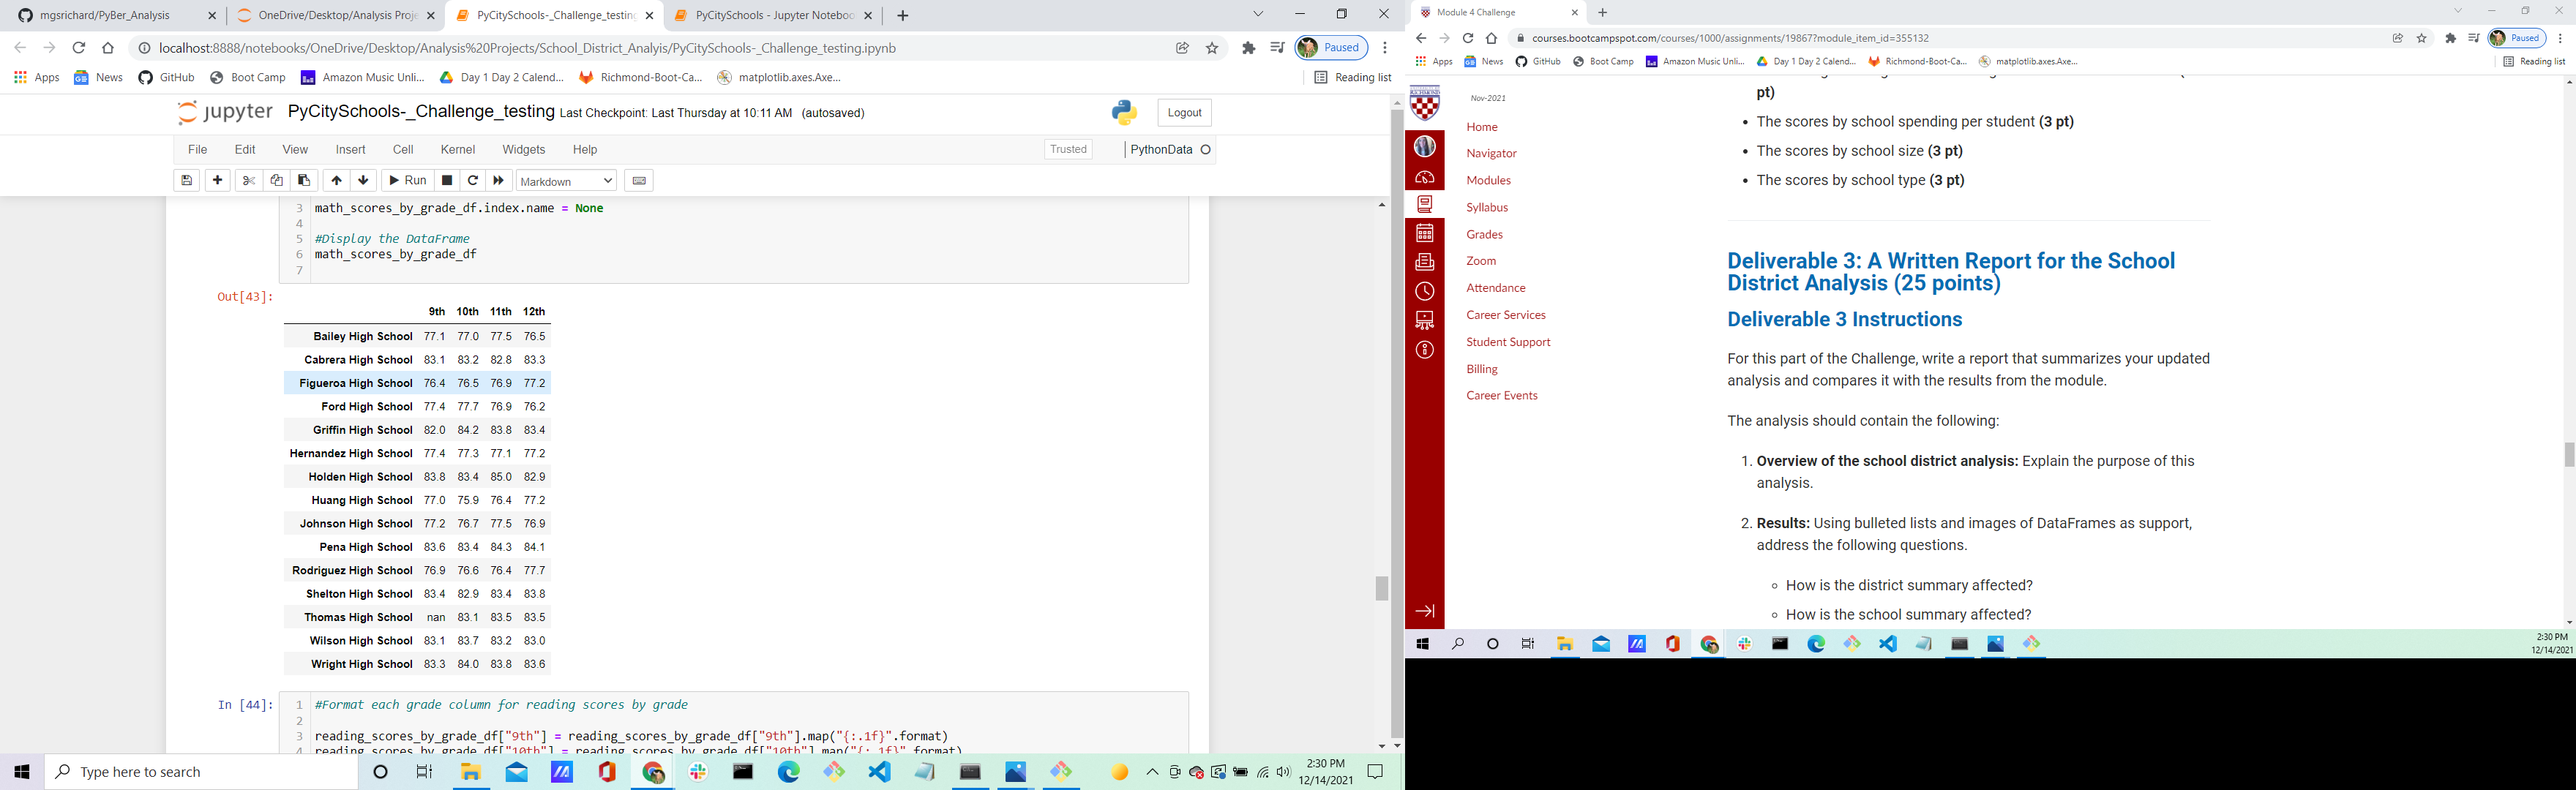 mgsrichard/PyBer_Analysis
OneDrive/Desktop/Analysis Proje
PyCitySchools-_Challenge_testing
PyCitySchools - Jupyter Noteboo
localhost:8888/notebooks/OneDrive/Desktop/Analysis%20Projects/School_District_Analyis/PyCitySchools-_Challenge_testing.ipynb
Paused
Apps News GitHub Boot Camp Amazon Music Unli... Day 1 Day 2 Calend... Richmond-Boot-Ca... matplotlib.axes.Axe... Reading list
jupyter PyCitySchools-_Challenge_testing Last Checkpoint: Last Thursday at 10:11 AM (autosaved)
Logout
File Edit View Insert Cell Kernel Widgets Help
Trusted PythonData
Run Markdown
3 math_scores_by_grade_df.index.name = None
4
5 #Display the DataFrame
6 math_scores_by_grade_df
7
Out[43]:
9th 10th 11th 12th
Bailey High School 77.1 77.0 77.5 76.5
Cabrera High School 83.1 83.2 82.8 83.3
Figueroa High School 76.4 76.5 76.9 77.2
Ford High School 77.4 77.7 76.9 76.2
Griffin High School 82.0 84.2 83.8 83.4
Hernandez High School 77.4 77.3 77.1 77.2
Holden High School 83.8 83.4 85.0 82.9
Huang High School 77.0 75.9 76.4 77.2
Johnson High School 77.2 76.7 77.5 76.9
Pena High School 83.6 83.4 84.3 84.1
Rodriguez High School 76.9 76.6 76.4 77.7
Shelton High School 83.4 82.9 83.4 83.8
Thomas High School nan 83.1 83.5 83.5
Wilson High School 83.1 83.7 83.2 83.0
Wright High School 83.3 84.0 83.8 83.6
In [44]:
1 #Format each grade column for reading scores by grade
2
3 reading_scores_by_grade_df["9th"] = reading_scores_by_grade_df["9th"].map("{:.1f}".format)
4 reading_scores_by_grade_df["10th"] = reading_scores_by_grade_df["10th"].map("{:.1f}".format)
Type here to search
2:30 PM
12/14/2021
Module 4 Challenge
courses.bootcampspot.com/courses/1000/assignments/19867?module_item_id=355132
Paused
Apps News GitHub Boot Camp Amazon Music Unli... Day 1 Day 2 Calend... Richmond-Boot-Ca... matplotlib.axes.Axe... Reading list
Nov-2021
Home
Navigator
Modules
Syllabus
Grades
Zoom
Attendance
Career Services
Student Support
Billing
Career Events
pt)
• The scores by school spending per student (3 pt)
• The scores by school size (3 pt)
• The scores by school type (3 pt)
Deliverable 3: A Written Report for the School
District Analysis (25 points)
Deliverable 3 Instructions
For this part of the Challenge, write a report that summarizes your updated
analysis and compares it with the results from the module.
The analysis should contain the following:
1. Overview of the school district analysis: Explain the purpose of this
analysis.
2. Results: Using bulleted lists and images of DataFrames as support,
address the following questions.
◦ How is the district summary affected?
◦ How is the school summary affected?
2:30 PM
12/14/2021